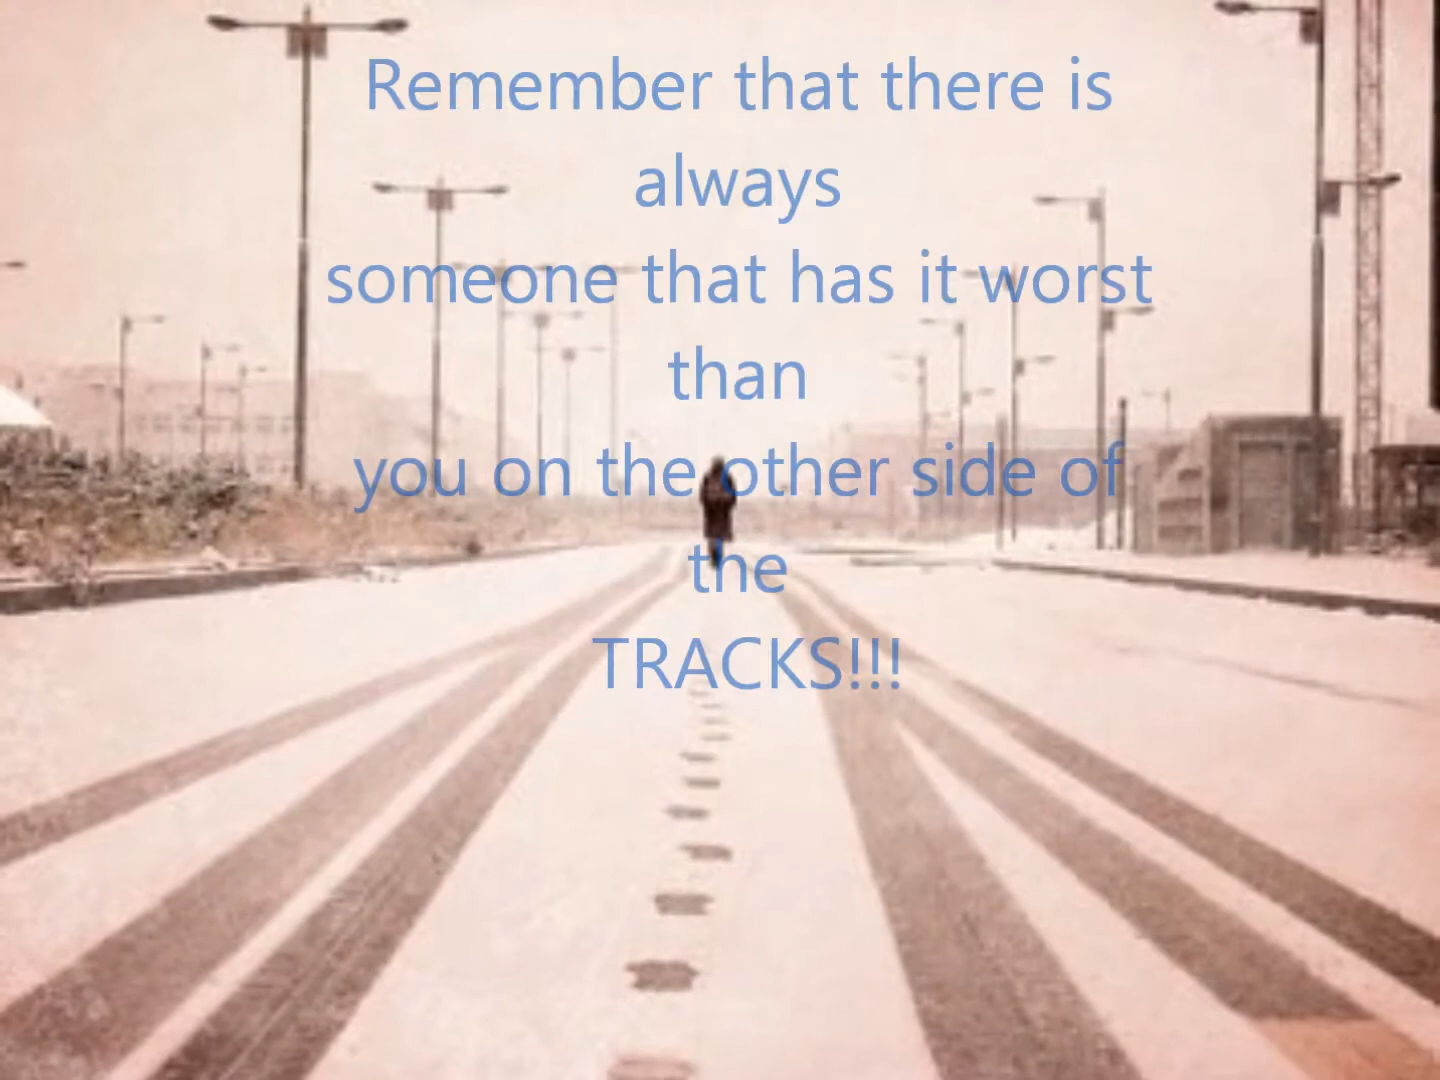 Remember that there is
always
someone that has it worst
than
you on the other side of
the
TRACKS!!!